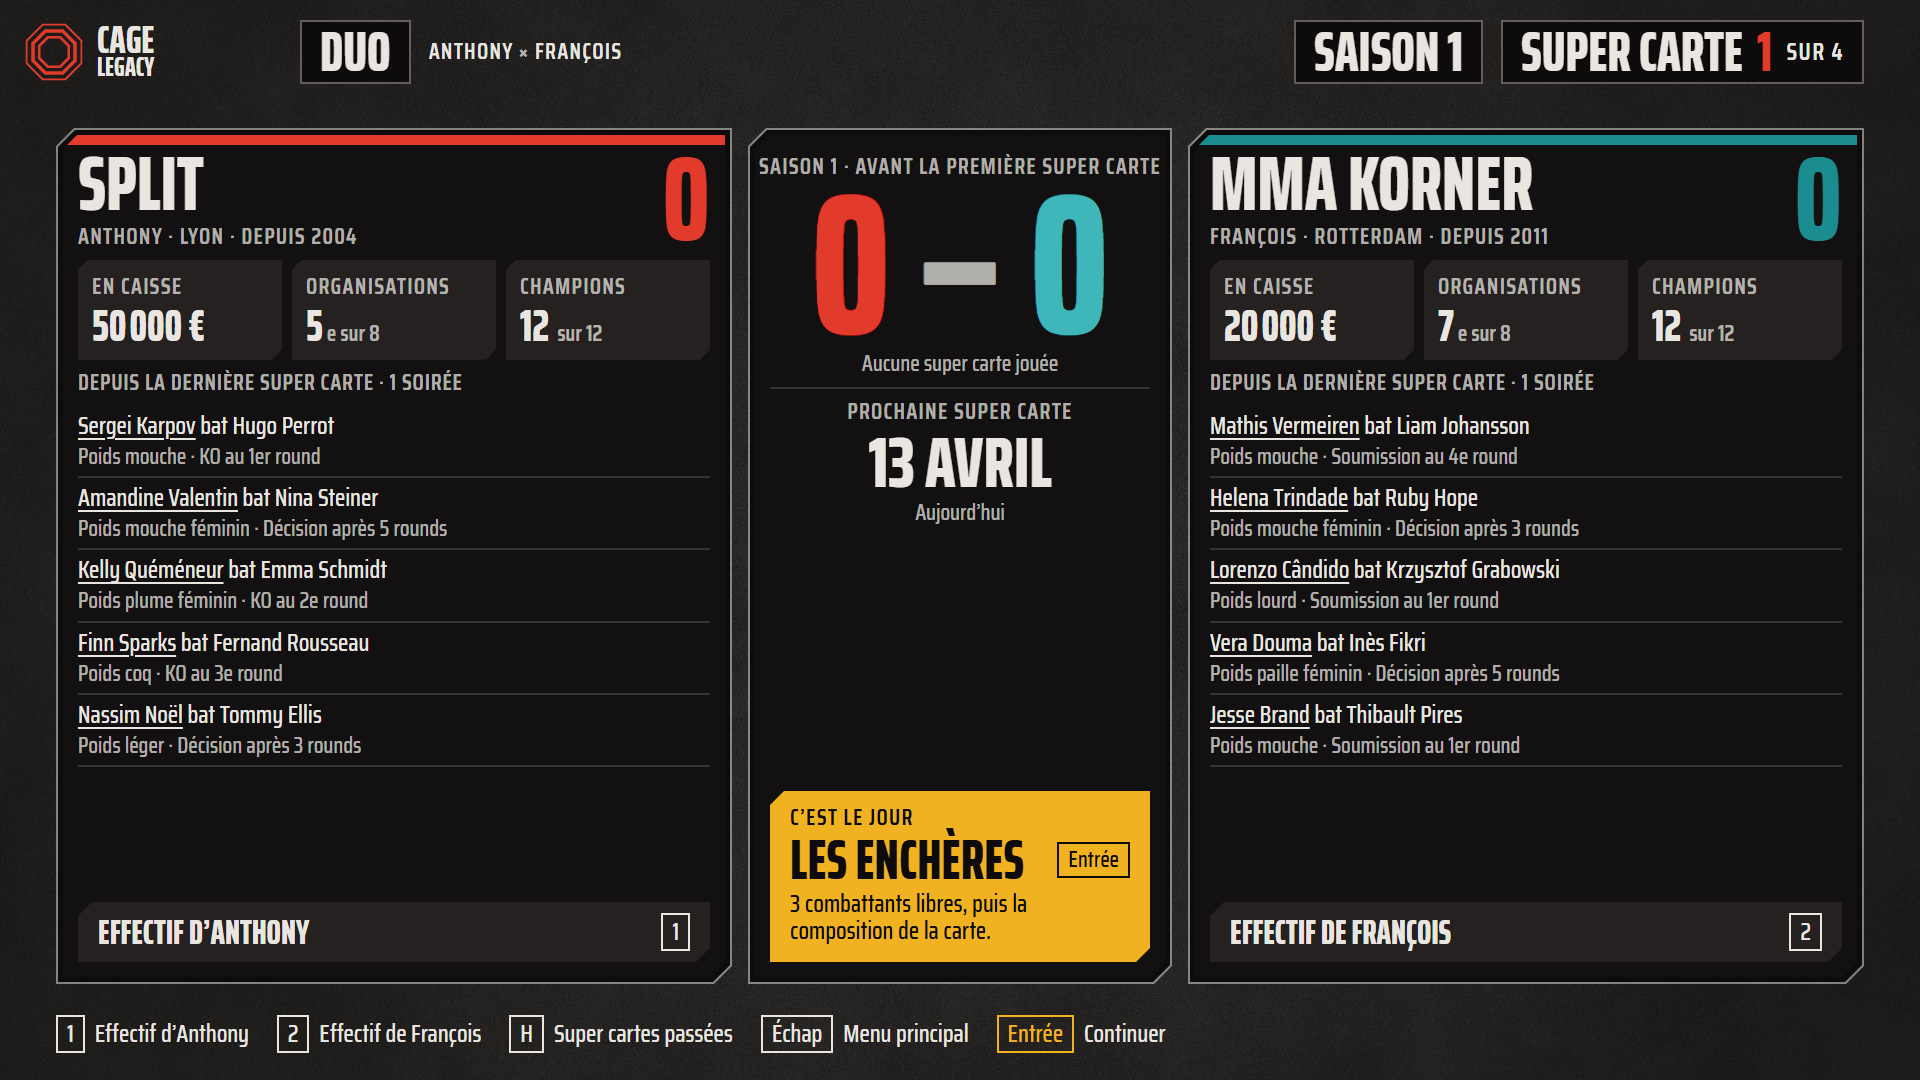 CAGE
LEGACY
DUO
ANTHONY × FRANÇOIS
SAISON 1
SUPER CARTE 1 SUR 4
SPLIT
0
ANTHONY · LYON · DEPUIS 2004
EN CAISSE
50 000 €
ORGANISATIONS
5 e sur 8
CHAMPIONS
12 sur 12
DEPUIS LA DERNIÈRE SUPER CARTE · 1 SOIRÉE
Sergei Karpov bat Hugo Perrot
Poids mouche · KO au 1er round
Amandine Valentin bat Nina Steiner
Poids mouche féminin · Décision après 5 rounds
Kelly Quéméneur bat Emma Schmidt
Poids plume féminin · KO au 2e round
Finn Sparks bat Fernand Rousseau
Poids coq · KO au 3e round
Nassim Noël bat Tommy Ellis
Poids léger · Décision après 3 rounds
EFFECTIF D’ANTHONY 1
SAISON 1 · AVANT LA PREMIÈRE SUPER CARTE
0 – 0
Aucune super carte jouée
PROCHAINE SUPER CARTE
13 AVRIL
Aujourd’hui
C’EST LE JOUR
LES ENCHÈRES
Entrée
3 combattants libres, puis la
composition de la carte.
MMA KORNER
0
FRANÇOIS · ROTTERDAM · DEPUIS 2011
EN CAISSE
20 000 €
ORGANISATIONS
7 e sur 8
CHAMPIONS
12 sur 12
DEPUIS LA DERNIÈRE SUPER CARTE · 1 SOIRÉE
Mathis Vermeiren bat Liam Johansson
Poids mouche · Soumission au 4e round
Helena Trindade bat Ruby Hope
Poids mouche féminin · Décision après 3 rounds
Lorenzo Cândido bat Krzysztof Grabowski
Poids lourd · Soumission au 1er round
Vera Douma bat Inès Fikri
Poids paille féminin · Décision après 5 rounds
Jesse Brand bat Thibault Pires
Poids mouche · Soumission au 1er round
EFFECTIF DE FRANÇOIS 2
1 Effectif d’Anthony 2 Effectif de François H Super cartes passées Échap Menu principal Entrée Continuer